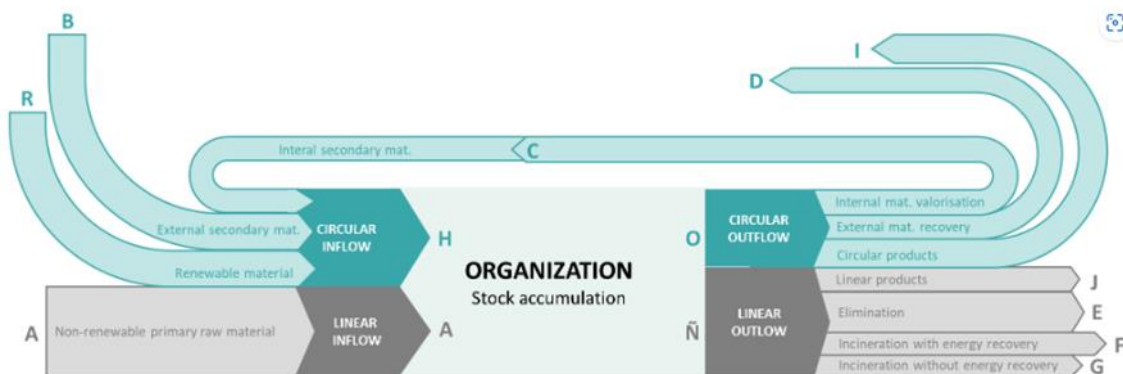 B
I
D
R
Interal secondary mat.
C
Internal mat. valorisation
External secondary mat.
CIRCULAR
INFLOW
H
O
CIRCULAR
OUTFLOW
External mat. recovery
Renewable material
Circular products
ORGANIZATION
Stock accumulation
Linear products
J
A
Non-renewable primary raw material
LINEAR
INFLOW
A
Ñ
LINEAR
OUTLOW
Elimination
E
Incineration with energy recovery
F
Incineration without energy recovery
G